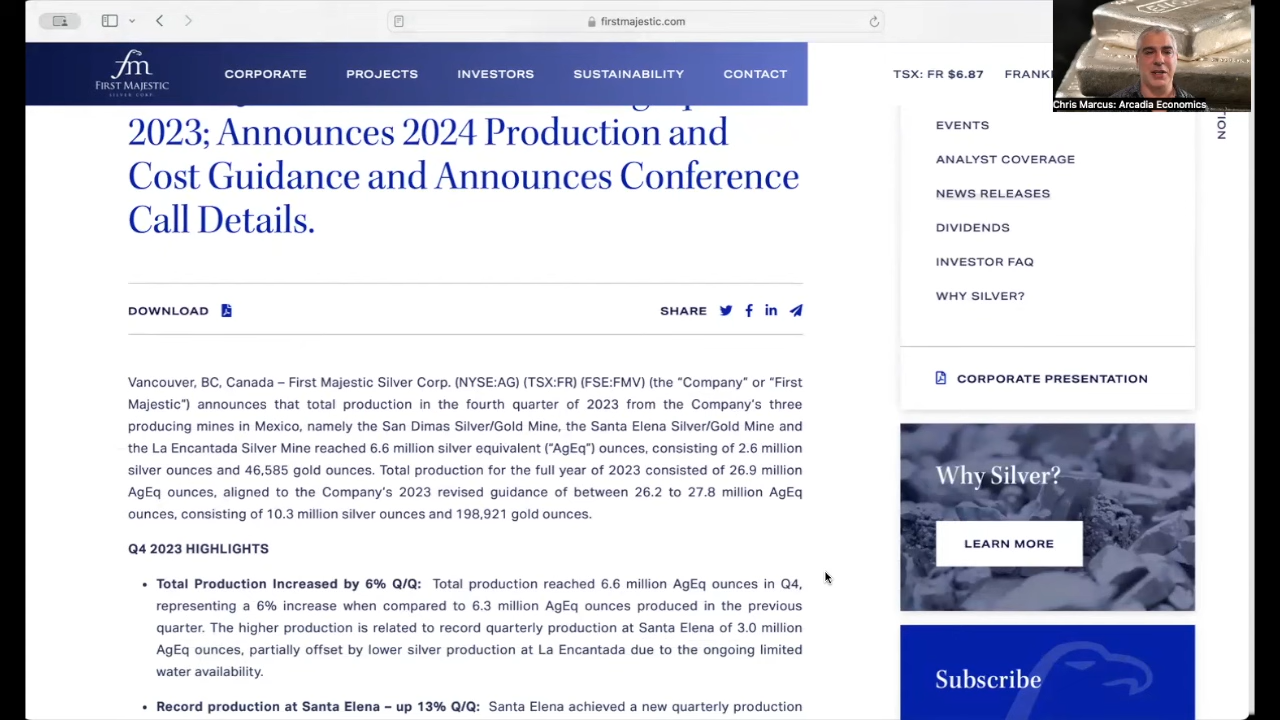 firstmajestic.com
fm
FIRST MAJESTIC
SILVER CORP.
CORPORATE PROJECTS INVESTORS SUSTAINABILITY CONTACT
TSX: FR $6.87
Chris Marcus: Arcadia Economics
2023; Announces 2024 Production and
Cost Guidance and Announces Conference
Call Details.
DOWNLOAD
SHARE
Vancouver, BC, Canada – First Majestic Silver Corp. (NYSE:AG) (TSX:FR) (FSE:FMV) (the “Company” or “First
Majestic”) announces that total production in the fourth quarter of 2023 from the Company’s three
producing mines in Mexico, namely the San Dimas Silver/Gold Mine, the Santa Elena Silver/Gold Mine and
the La Encantada Silver Mine reached 6.6 million silver equivalent (“AgEq”) ounces, consisting of 2.6 million
silver ounces and 46,585 gold ounces. Total production for the full year of 2023 consisted of 26.9 million
AgEq ounces, aligned to the Company’s 2023 revised guidance of between 26.2 to 27.8 million AgEq
ounces, consisting of 10.3 million silver ounces and 198,921 gold ounces.
Q4 2023 HIGHLIGHTS
• Total Production Increased by 6% Q/Q: Total production reached 6.6 million AgEq ounces in Q4,
representing a 6% increase when compared to 6.3 million AgEq ounces produced in the previous
quarter. The higher production is related to record quarterly production at Santa Elena of 3.0 million
AgEq ounces, partially offset by lower silver production at La Encantada due to the ongoing limited
water availability.
• Record production at Santa Elena – up 13% Q/Q: Santa Elena achieved a new quarterly production
EVENTS
ANALYST COVERAGE
NEWS RELEASES
DIVIDENDS
INVESTOR FAQ
WHY SILVER?
CORPORATE PRESENTATION
Why Silver?
LEARN MORE
Subscribe